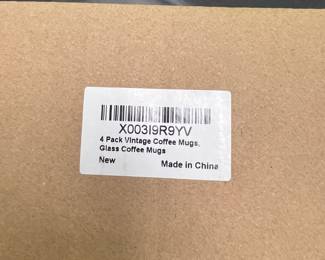 X003I9R9YV
4 Pack Vintage Coffee Mugs,
Glass Coffee Mugs
New Made in China